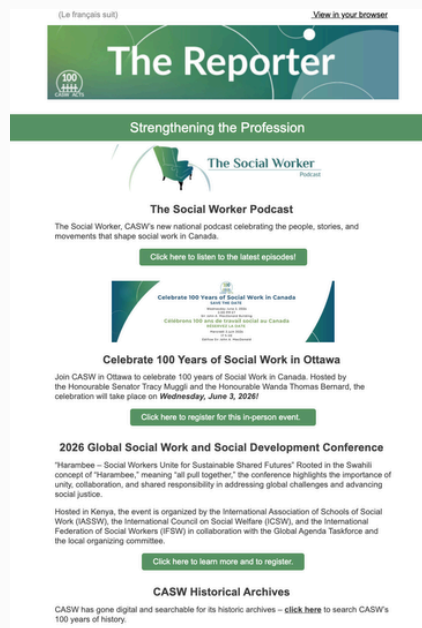 (Le français suit)
View in your browser
The Reporter
100
CASW ACTS
Strengthening the Profession
The Social Worker
Podcast
The Social Worker Podcast
The Social Worker, CASW's new national podcast celebrating the people, stories, and
movements that shape social work in Canada.
Click here to listen to the latest episodes!
Celebrate 100 Years of Social Work in Canada
SAVE THE DATE
Célébrons 100 ans de travail social au Canada
Celebrate 100 Years of Social Work in Ottawa
Join CASW in Ottawa to celebrate 100 years of Social Work in Canada. Hosted by
the Honourable Senator Tracy Muggli and the Honourable Wanda Thomas Bernard, the
celebration will take place on Wednesday, June 3, 2026!
Click here to register for this in-person event.
2026 Global Social Work and Social Development Conference
"Harambee – Social Workers Unite for Sustainable Shared Futures" Rooted in the Swahili
concept of "Harambee," meaning "all pull together," the conference highlights the importance of
unity, collaboration, and shared responsibility in addressing global challenges and advancing
social justice.
Hosted in Kenya, the event is organized by the International Association of Schools of Social
Work (IASSW), the International Council on Social Welfare (ICSW), and the International
Federation of Social Workers (IFSW) in collaboration with the Global Agenda Taskforce and
the local organizing committee.
Click here to learn more and to register.
CASW Historical Archives
CASW has gone digital and searchable for its historic archives – click here to search CASW's
100 years of history.